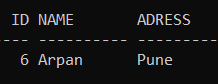 ID NAME ADRESS
--- ---------- ---------
6 Arpan Pune